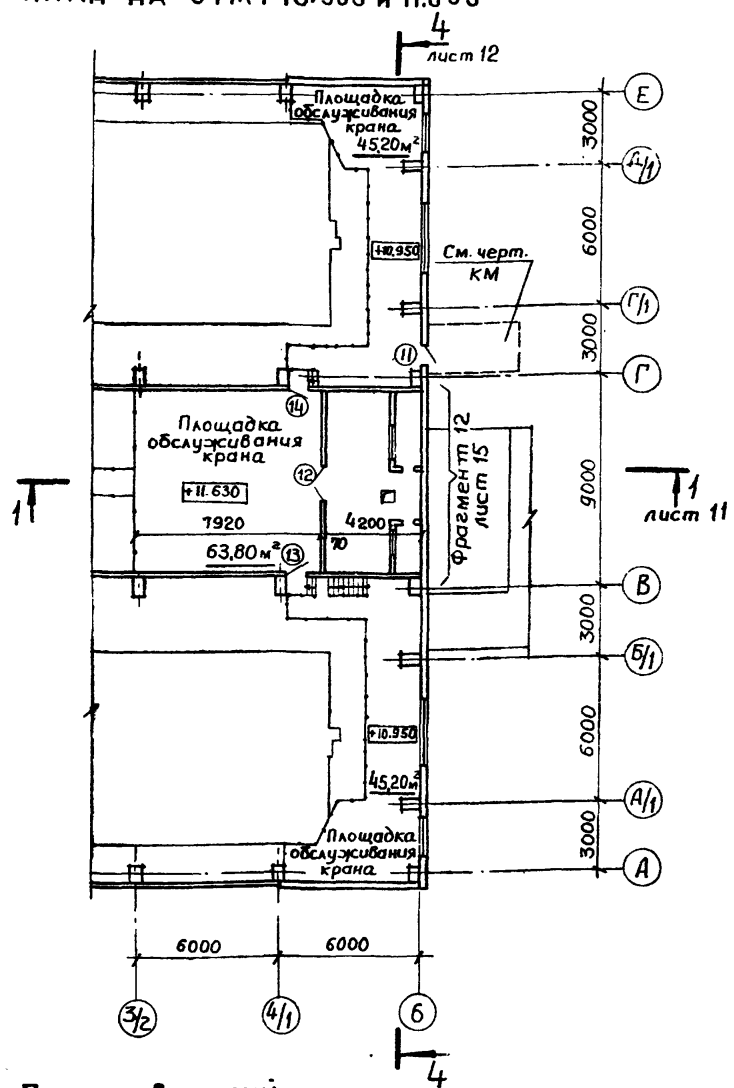 4
лист 12
Е
Площадка
обслуживания
крана
45,20м²
3000
Д/1
6000
+10.950
См. черт.
КМ
Г/1
3000
11
Г
14
Площадка
обслуживания
крана
12
+11.630
Фрагмент 12
лист 15
9000
1
1
лист 11
7920
4200
70
63,80 м²
13
В
3000
Б/1
+10.950
6000
45,20м²
А/1
Площадка
обслуживания
крана
3000
А
6000
6000
3/2
4/1
6
4